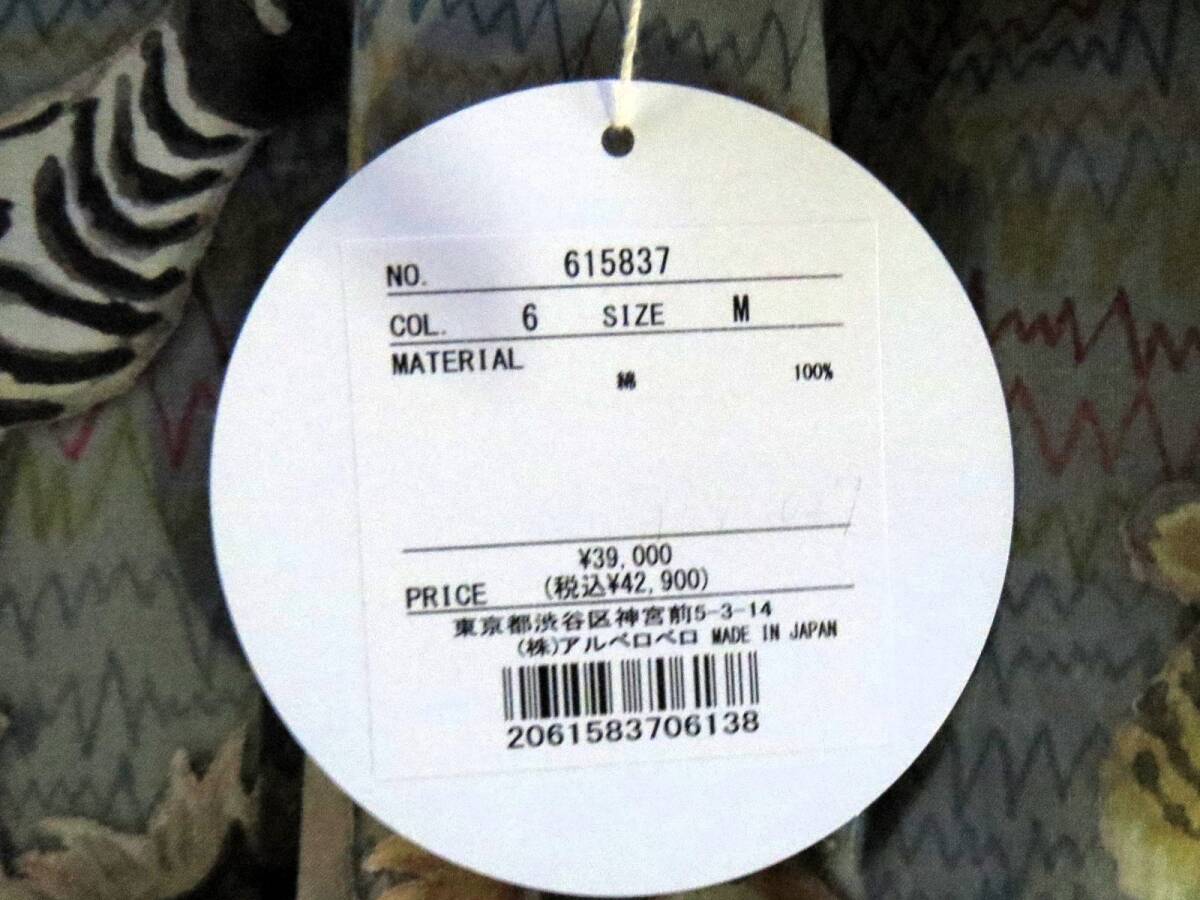 NO. 615837
COL. 6 SIZE M
MATERIAL
綿 100%
¥39,000
PRICE (税込¥42,900)
東京都渋谷区神宮前5-3-14
(株)アルベロベロ MADE IN JAPAN
2061583706138